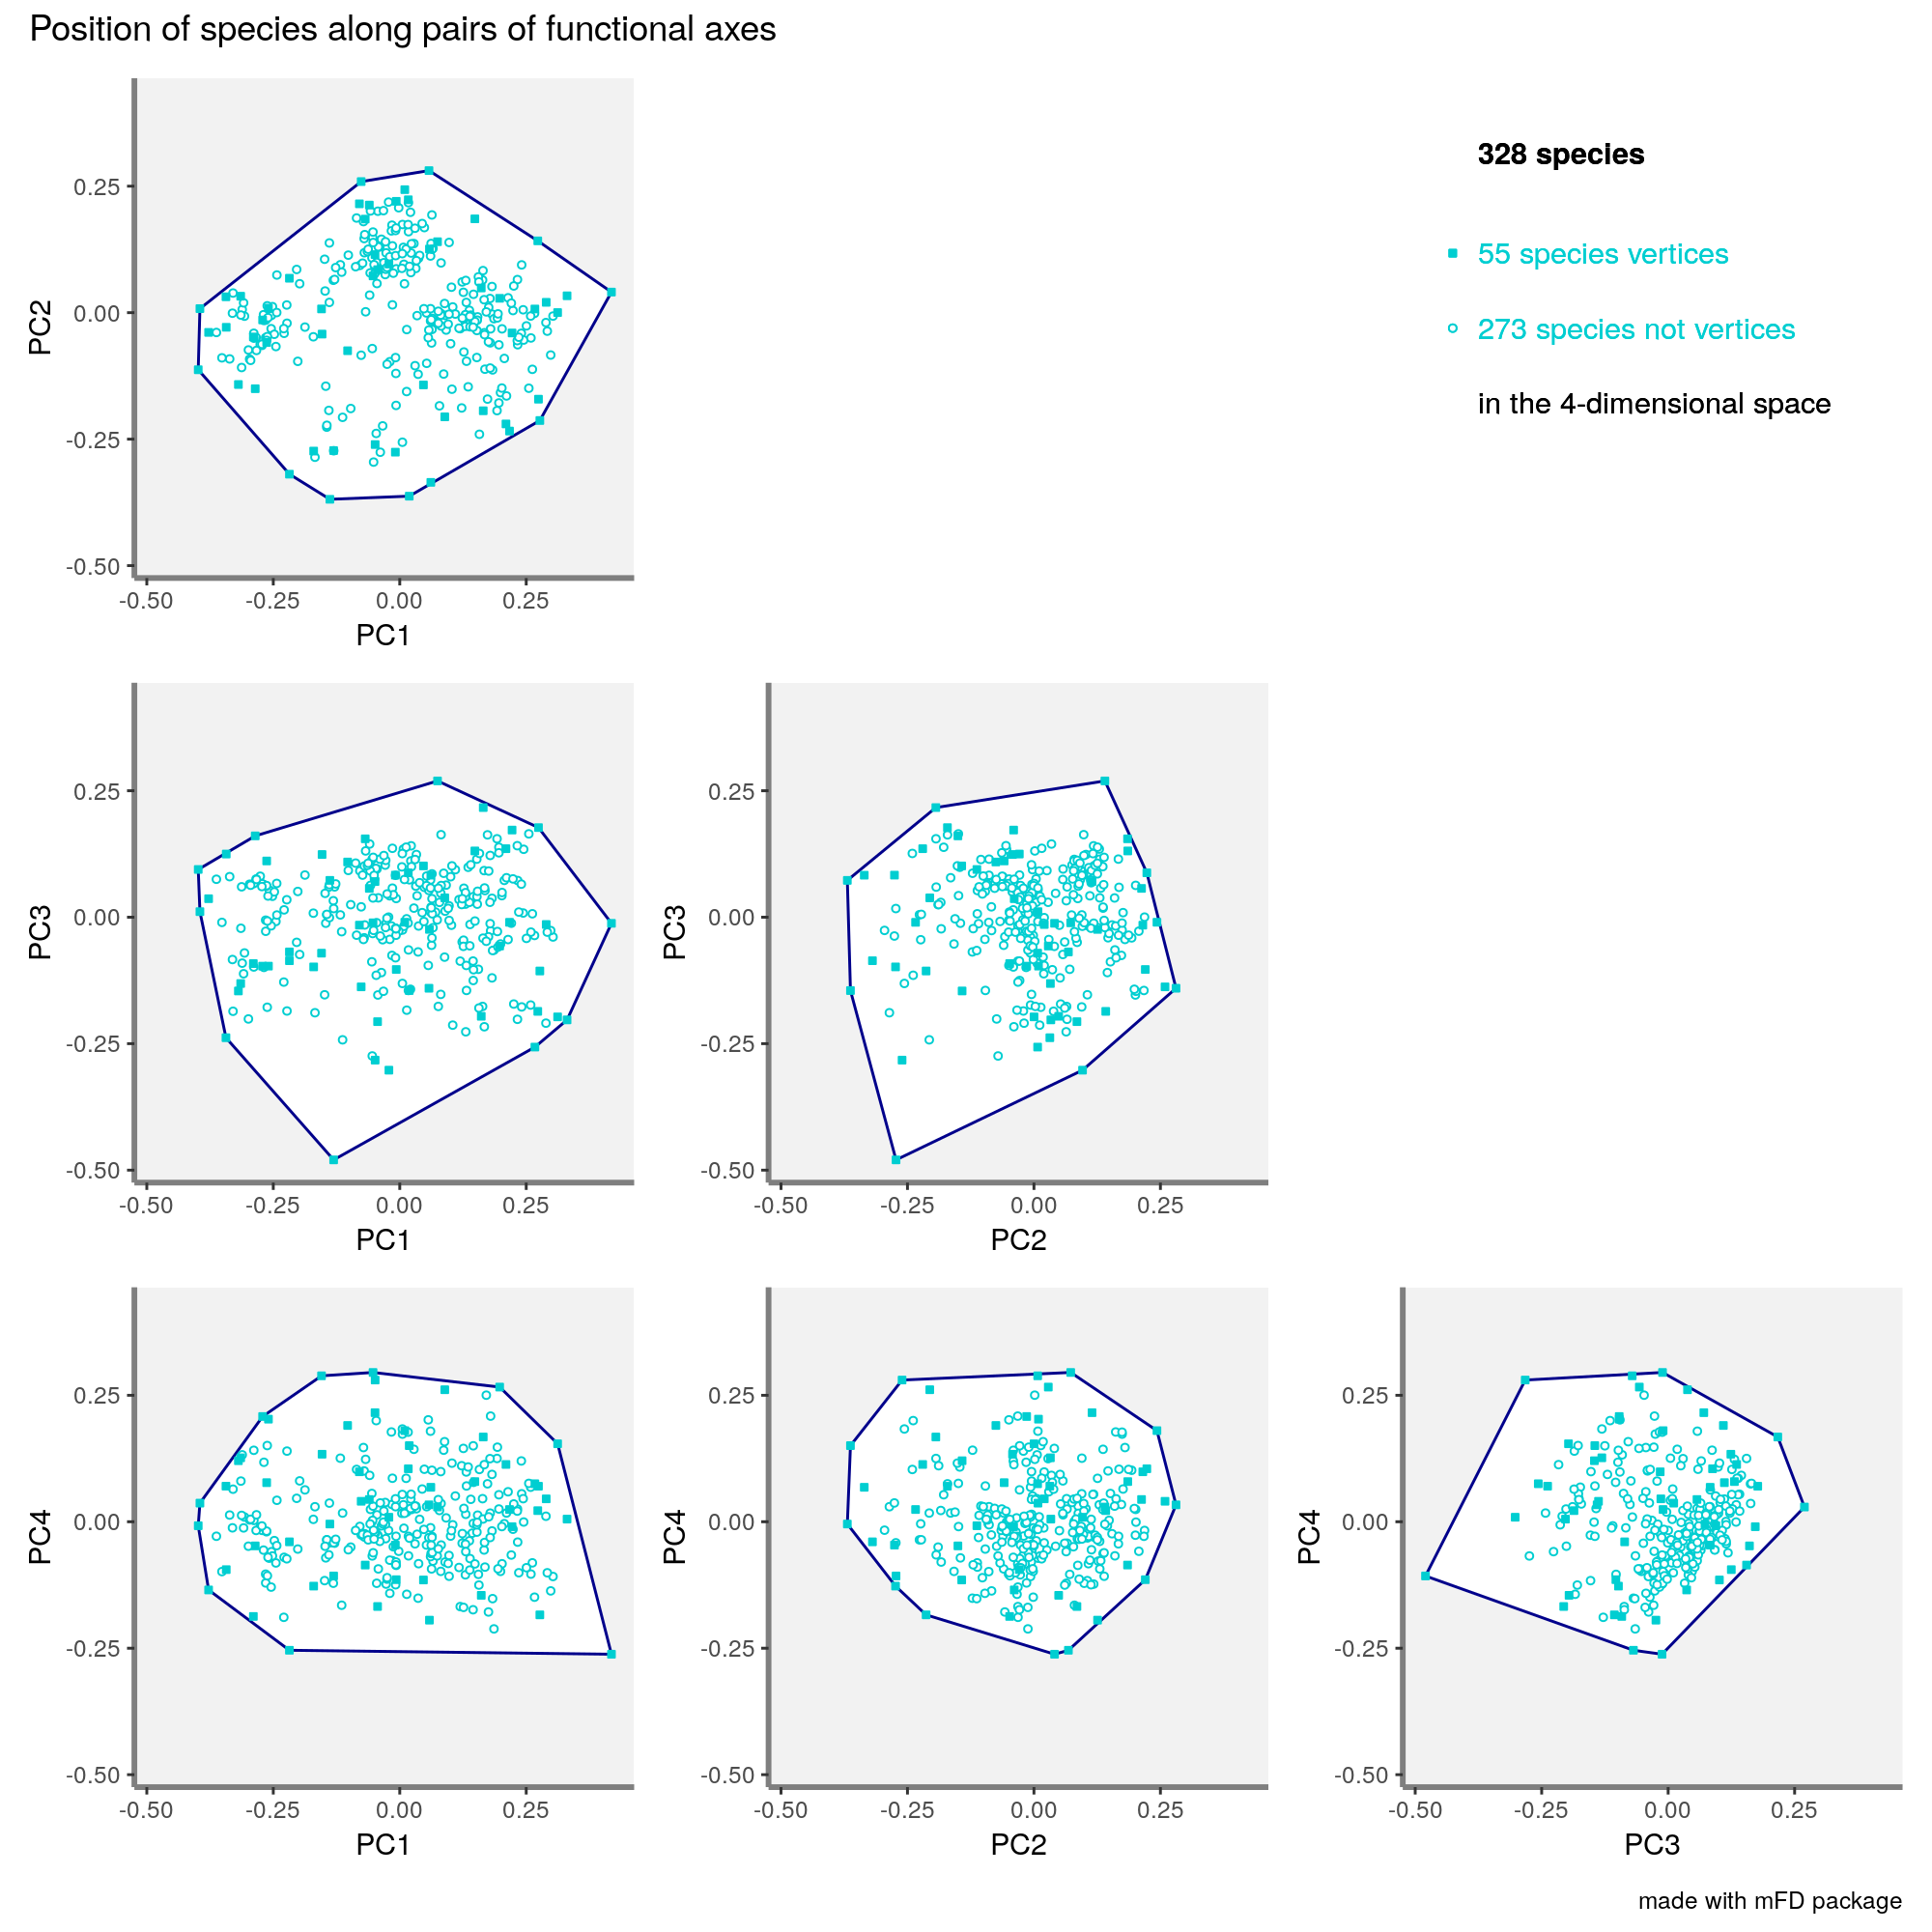 Position of species along pairs of functional axes
328 species
55 species vertices
273 species not vertices
in the 4-dimensional space
PC2
0.25
0.00
-0.25
-0.50
-0.50 -0.25 0.00 0.25
PC1
PC3
0.25
0.00
-0.25
-0.50
-0.50 -0.25 0.00 0.25
PC1
PC3
0.25
0.00
-0.25
-0.50
-0.50 -0.25 0.00 0.25
PC2
PC4
0.25
0.00
-0.25
-0.50
-0.50 -0.25 0.00 0.25
PC1
PC4
0.25
0.00
-0.25
-0.50
-0.50 -0.25 0.00 0.25
PC2
PC4
0.25
0.00
-0.25
-0.50
-0.50 -0.25 0.00 0.25
PC3
made with mFD package